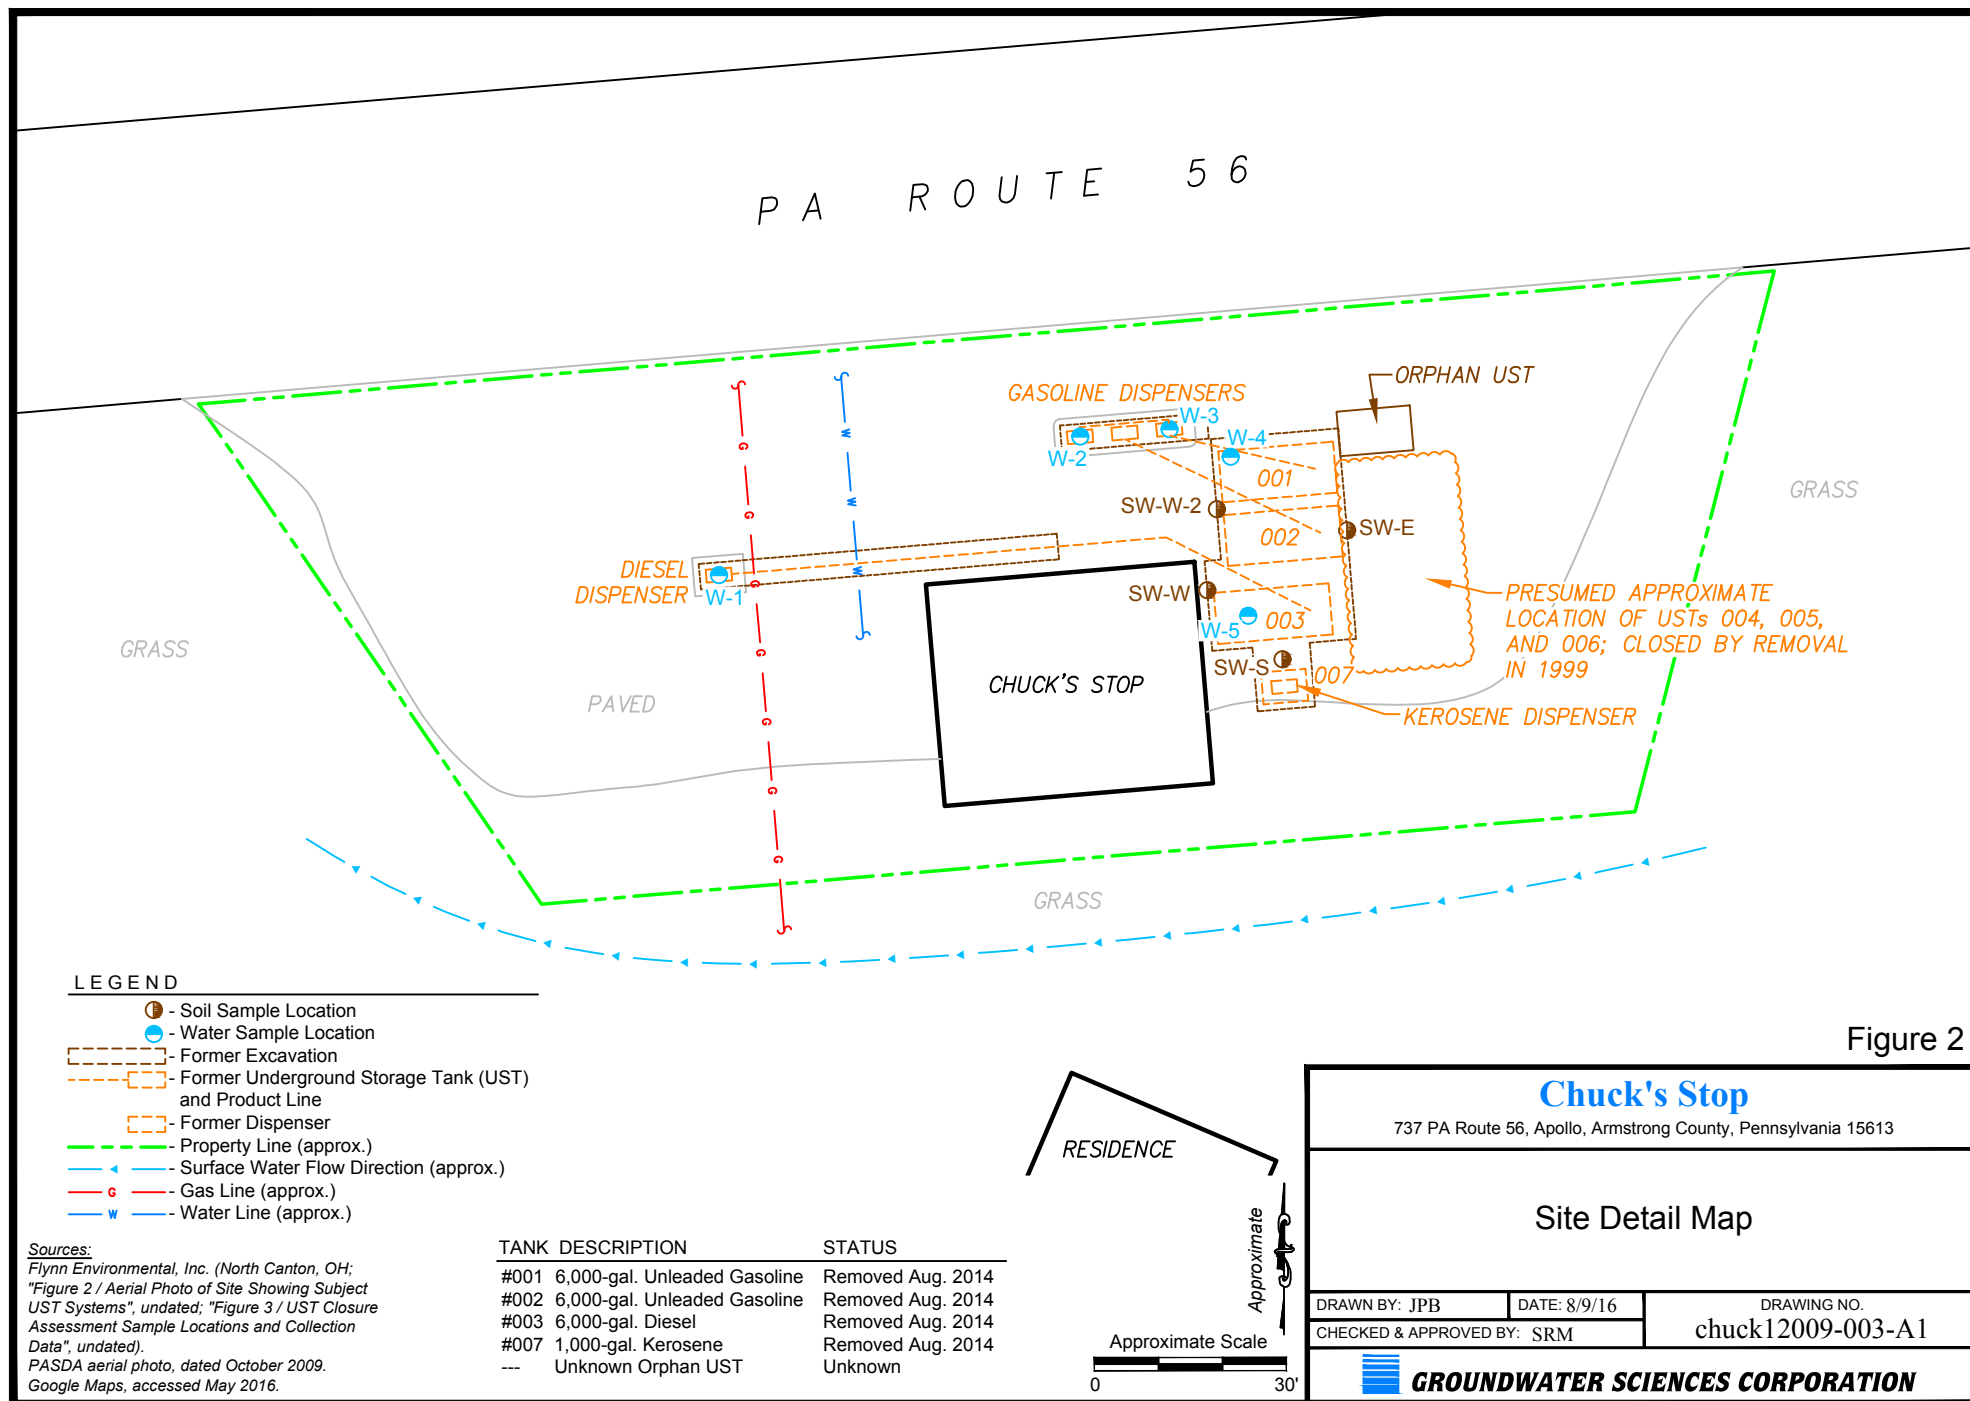 PA ROUTE 56
ORPHAN UST
GASOLINE DISPENSERS
W-3
W-2
W-4
001
GRASS
SW-W-2
SW-E
002
DIESEL
DISPENSER
W-1
SW-W
PRESUMED APPROXIMATE
LOCATION OF USTs 004, 005,
AND 006; CLOSED BY REMOVAL
IN 1999
003
W-5
GRASS
SW-S
007
CHUCK'S STOP
PAVED
KEROSENE DISPENSER
G
G
G
G
G
G
W
W
W
GRASS
LEGEND
- Soil Sample Location
- Water Sample Location
- Former Excavation
- Former Underground Storage Tank (UST)
and Product Line
- Former Dispenser
- Property Line (approx.)
- Surface Water Flow Direction (approx.)
G - Gas Line (approx.)
W - Water Line (approx.)
Sources:
Flynn Environmental, Inc. (North Canton, OH;
"Figure 2 / Aerial Photo of Site Showing Subject
UST Systems", undated; "Figure 3 / UST Closure
Assessment Sample Locations and Collection
Data", undated).
PASDA aerial photo, dated October 2009.
Google Maps, accessed May 2016.
TANK DESCRIPTION STATUS
#001 6,000-gal. Unleaded Gasoline Removed Aug. 2014
#002 6,000-gal. Unleaded Gasoline Removed Aug. 2014
#003 6,000-gal. Diesel Removed Aug. 2014
#007 1,000-gal. Kerosene Removed Aug. 2014
--- Unknown Orphan UST Unknown
RESIDENCE
Approximate
Approximate Scale
0 30'
Figure 2
Chuck's Stop
737 PA Route 56, Apollo, Armstrong County, Pennsylvania 15613
Site Detail Map
DRAWN BY: JPB
DATE: 8/9/16
DRAWING NO.
CHECKED & APPROVED BY: SRM
chuck12009-003-A1
GROUNDWATER SCIENCES CORPORATION